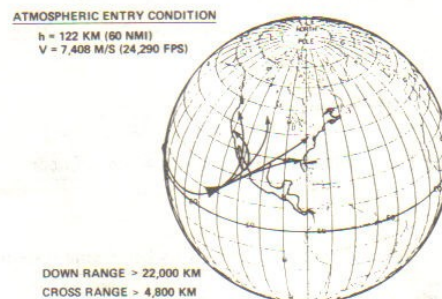 ATMOSPHERIC ENTRY CONDITION
h = 122 KM (60 NMI)
V = 7,408 M/S (24,290 FPS)
NORTH
POLE
DOWN RANGE > 22,000 KM
CROSS RANGE > 4,800 KM